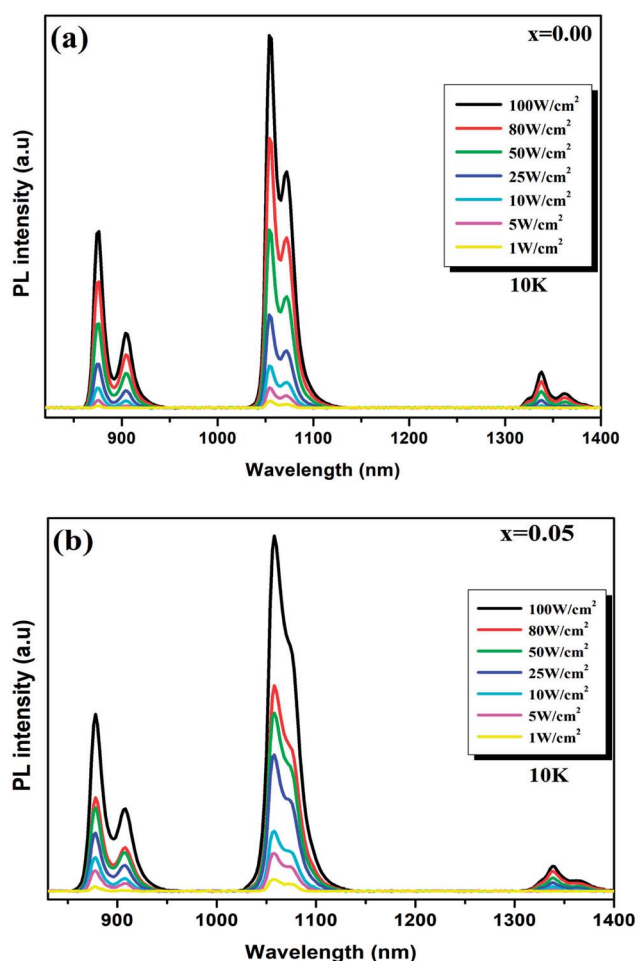 (a)
x=0.00
100W/cm²
80W/cm²
50W/cm²
25W/cm²
10W/cm²
5W/cm²
1W/cm²
10K
PL intensity (a.u)
900 1000 1100 1200 1300 1400
Wavelength (nm)
(b)
x=0.05
100W/cm²
80W/cm²
50W/cm²
25W/cm²
10W/cm²
5W/cm²
1W/cm²
10K
PL intensity (a.u)
900 1000 1100 1200 1300 1400
Wavelength (nm)